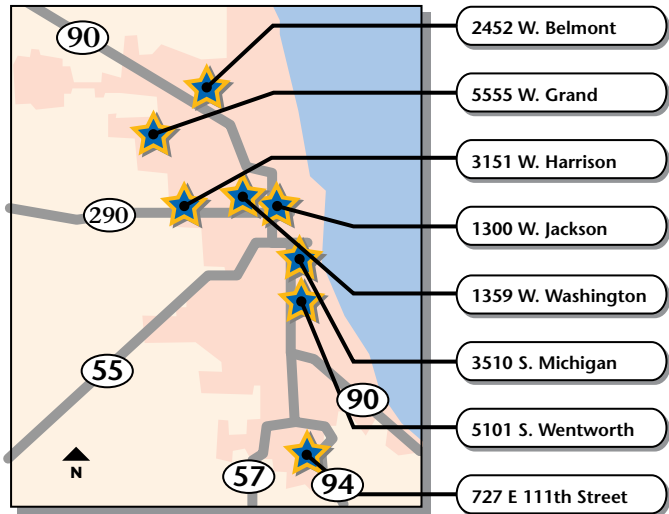 90
2452 W. Belmont
5555 W. Grand
3151 W. Harrison
290
1300 W. Jackson
1359 W. Washington
55
3510 S. Michigan
90
5101 S. Wentworth
N
57
94
727 E 111th Street